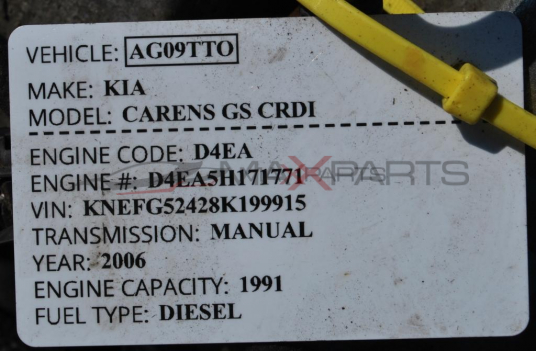 VEHICLE: AG09TTO
MAKE: KIA
MODEL: CARENS GS CRDI
ENGINE CODE: D4EA
MAXPARTS
ENGINE #: D4EA5H171771
VIN: KNEFG52428K199915
TRANSMISSION: MANUAL
YEAR: 2006
ENGINE CAPACITY: 1991
FUEL TYPE: DIESEL